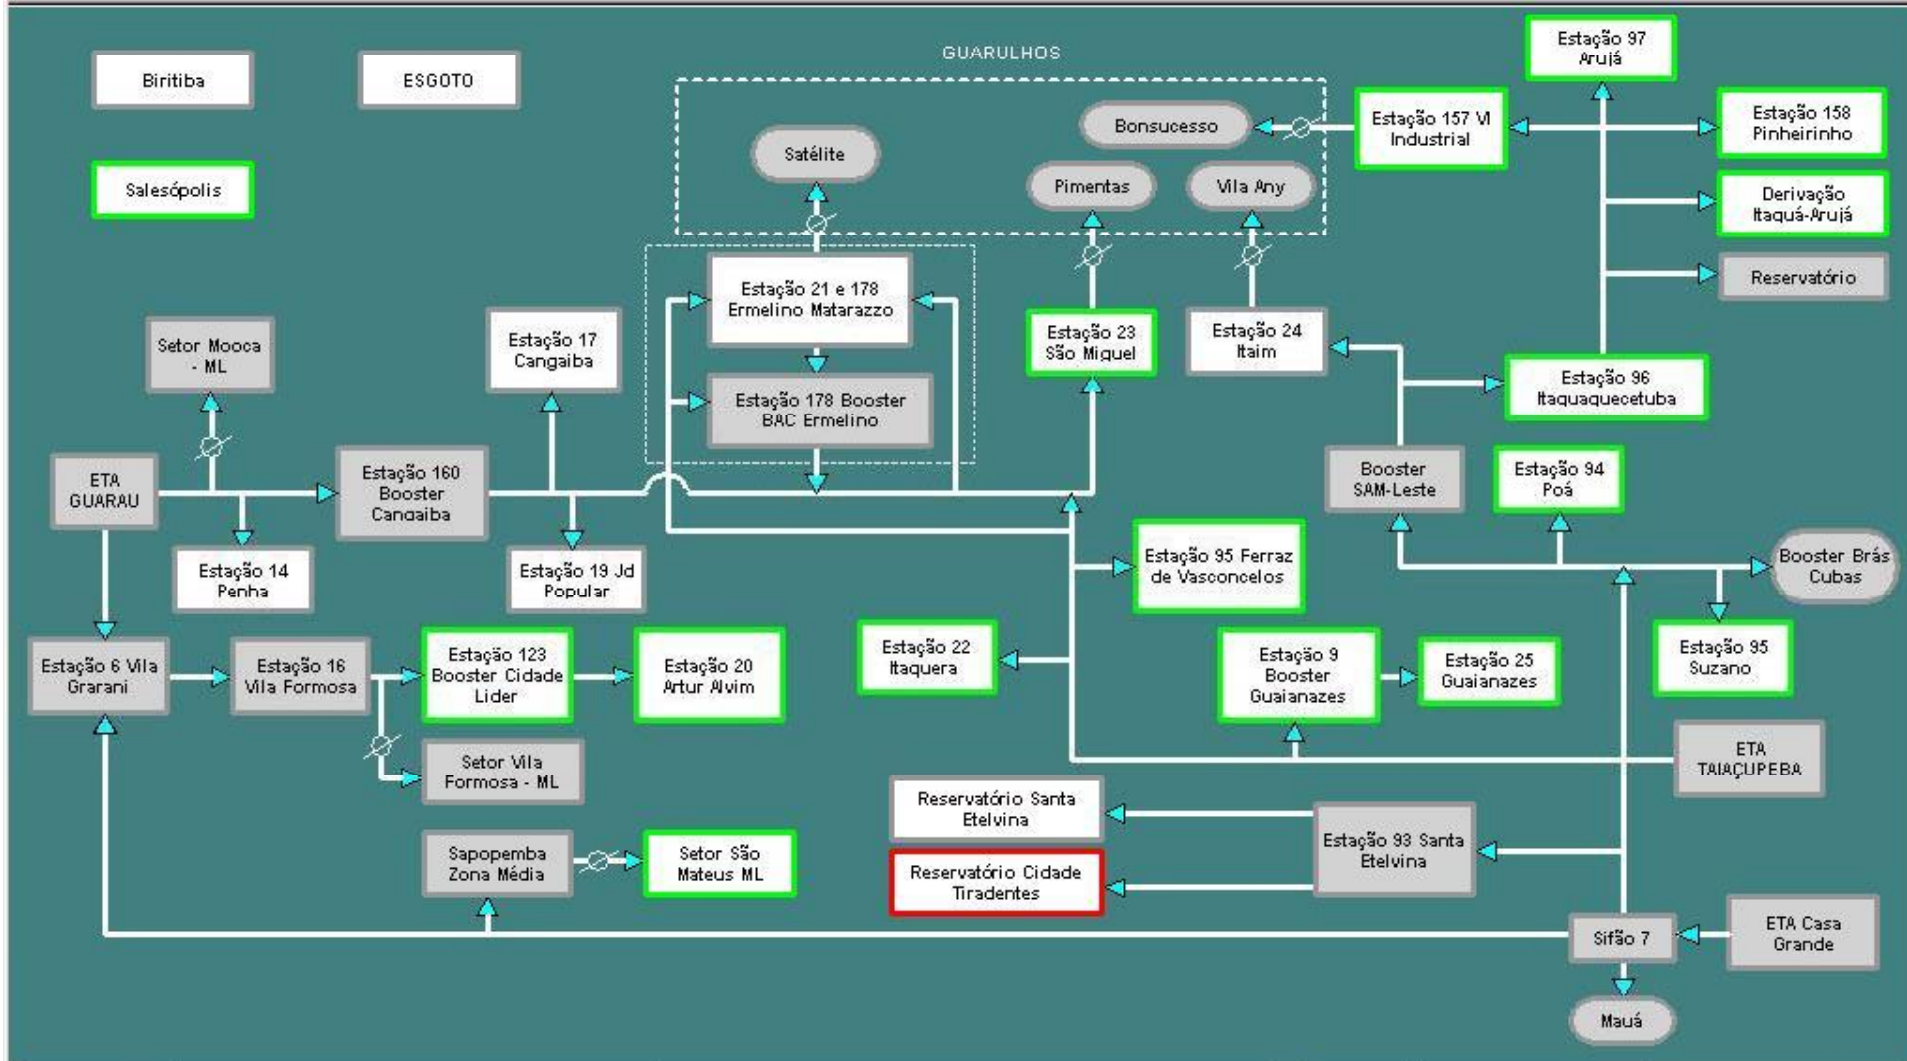 GUARULHOS
Estação 97
Arujá
Biritiba
ESGOTO
Bonsucesso
Estação 157 Vl
Industrial
Estação 158
Pinheirinho
Satélite
Salesópolis
Pimentas
Vila Any
Derivação
Itaquá-Arujá
Reservatório
Estação 21 e 178
Ermelino Matarazzo
Setor Mooca
- ML
Estação 17
Cangaiba
Estação 23
São Miguel
Estação 24
Itaim
Estação 96
Itaquaquecetuba
Estação 178 Booster
BAC Ermelino
ETA
GUARAU
Estação 160
Booster
Cangaiba
Booster
SAM-Leste
Estação 94
Poá
Estação 14
Penha
Estação 19 Jd
Popular
Estação 95 Ferraz
de Vasconcelos
Booster Brás
Cubas
Estação 6 Vila
Grarani
Estação 16
Vila Formosa
Estação 123
Booster Cidade
Lider
Estação 20
Artur Alvim
Estação 22
Itaquera
Estação 9
Booster
Guaianazes
Estação 25
Guaianazes
Estação 95
Suzano
Setor Vila
Formosa - ML
ETA
TAIAÇUPEBA
Reservatório Santa
Etelvina
Sapopemba
Zona Média
Setor São
Mateus ML
Reservatório Cidade
Tiradentes
Estação 93 Santa
Etelvina
Sifão 7
ETA Casa
Grande
Mauá